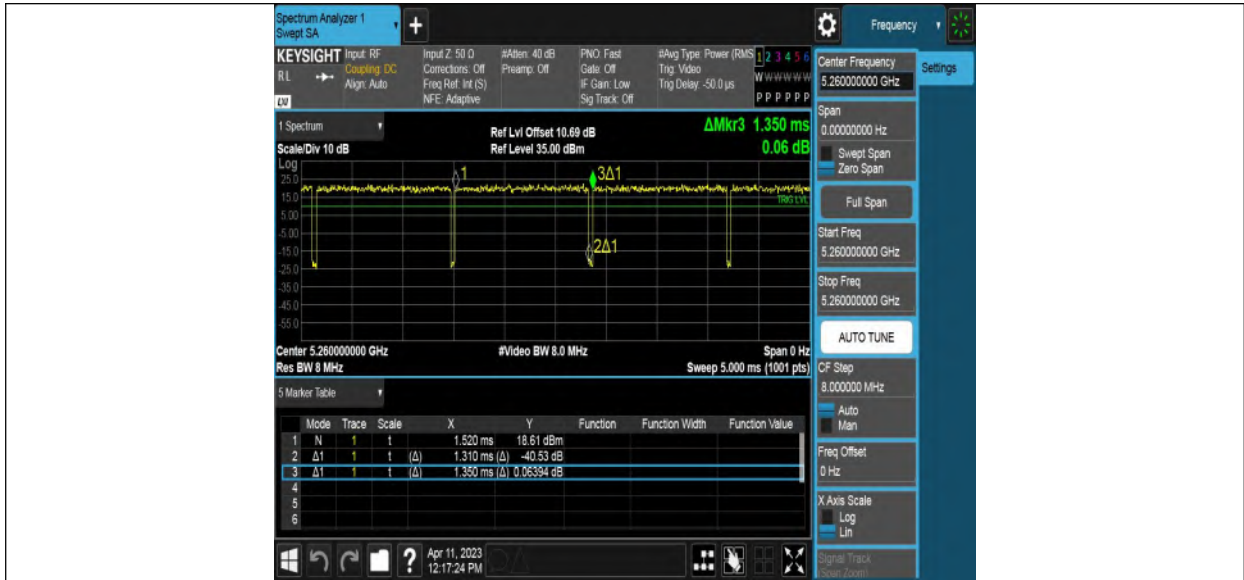 Spectrum Analyzer 1
Swept SA
+
Frequency
KEYSIGHT
RL
LXI
Input: RF
Coupling: DC
Align: Auto
Input Z: 50 Ω
Corrections: Off
Freq Ref: Int (S)
NFE: Adaptive
#Atten: 40 dB
Preamp: Off
PNO: Fast
Gate: Off
IF Gain: Low
Sig Track: Off
#Avg Type: Power (RMS
Trig: Video
Trig Delay: -50.0 µs
1 2 3 4 5 6
W W W W W W
P P P P P P
1 Spectrum
Scale/Div 10 dB
Ref Lvl Offset 10.69 dB
Ref Level 35.00 dBm
ΔMkr3 1.350 ms
0.06 dB
Log
25.0
15.0
5.00
-5.00
-15.0
-25.0
-35.0
-45.0
-55.0
1
3Δ1
2Δ1
TRIG LVL
Center 5.260000000 GHz
#Video BW 8.0 MHz
Span 0 Hz
Res BW 8 MHz
Sweep 5.000 ms (1001 pts)
5 Marker Table
Mode Trace Scale X Y Function Function Width Function Value
1 N 1 t 1.520 ms 18.61 dBm
2 Δ1 1 t (Δ) 1.310 ms (Δ) -40.53 dB
3 Δ1 1 t (Δ) 1.350 ms (Δ) 0.06394 dB
4
5
6
?
Apr 11, 2023
12:17:24 PM
Center Frequency
5.260000000 GHz
Settings
Span
0.00000000 Hz
Swept Span
Zero Span
Full Span
Start Freq
5.260000000 GHz
Stop Freq
5.260000000 GHz
AUTO TUNE
CF Step
8.000000 MHz
Auto
Man
Freq Offset
0 Hz
X Axis Scale
Log
Lin
Signal Track
(Span Zoom)